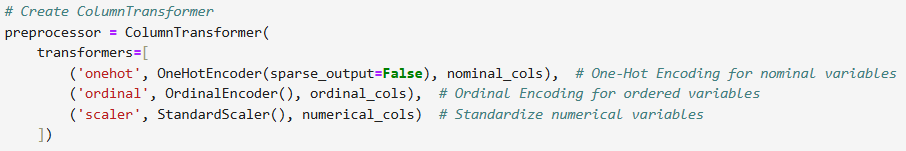 # Create ColumnTransformer
preprocessor = ColumnTransformer(
    transformers=[
        ('onehot', OneHotEncoder(sparse_output=False), nominal_cols),  # One-Hot Encoding for nominal variables
        ('ordinal', OrdinalEncoder(), ordinal_cols),  # Ordinal Encoding for ordered variables
        ('scaler', StandardScaler(), numerical_cols)  # Standardize numerical variables
    ])